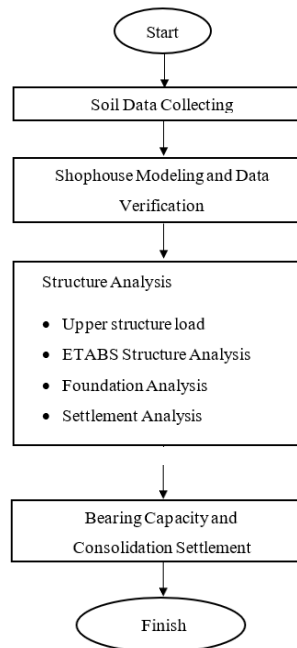 Start
Soil Data Collecting
Shophouse Modeling and Data
Verification
Structure Analysis
• Upper structure load
• ETABS Structure Analysis
• Foundation Analysis
• Settlement Analysis
Bearing Capacity and
Consolidation Settlement
Finish